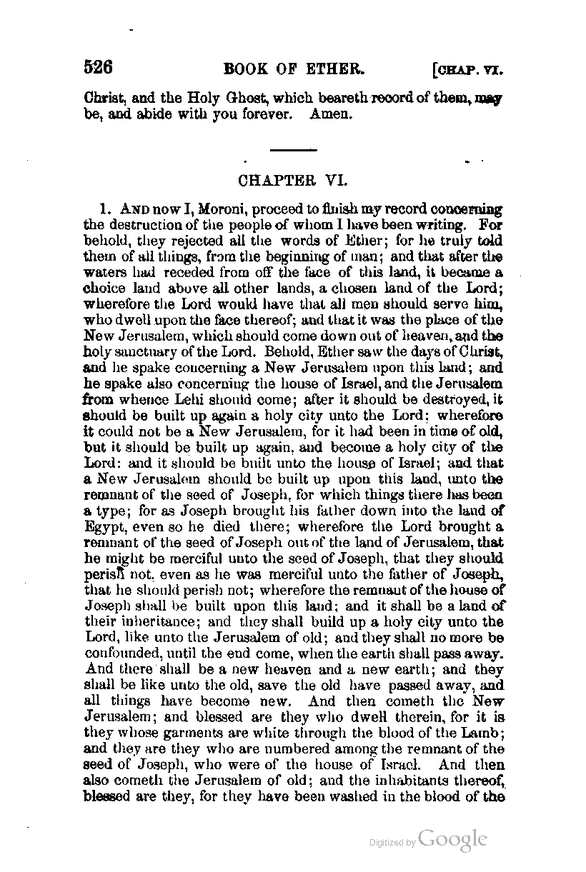 526 BOOK OF ETHER. [CHAP. VI.
Christ, and the Holy Ghost, which beareth record of them, may
be, and abide with you forever. Amen.
CHAPTER VI.
1. AND now I, Moroni, proceed to finish my record concerning
the destruction of the people of whom I have been writing. For
behold, they rejected all the words of Ether; for he truly told
them of all things, from the beginning of man; and that after the
waters had receded from off the face of this land, it became a
choice land above all other lands, a chosen land of the Lord;
wherefore the Lord would have that all men should serve him,
who dwell upon the face thereof; and that it was the place of the
New Jerusalem, which should come down out of heaven, and the
holy sanctuary of the Lord. Behold, Ether saw the days of Christ,
and he spake concerning a New Jerusalem upon this land; and
he spake also concerning the house of Israel, and the Jerusalem
from whence Lehi should come; after it should be destroyed, it
should be built up again a holy city unto the Lord: wherefore
it could not be a New Jerusalem, for it had been in time of old,
but it should be built up again, and become a holy city of the
Lord: and it should be built unto the house of Israel; and that
a New Jerusalem should be built up upon this land, unto the
remnant of the seed of Joseph, for which things there has been
a type; for as Joseph brought his father down into the land of
Egypt, even so he died there; wherefore the Lord brought a
remnant of the seed of Joseph out of the land of Jerusalem, that
he might be merciful unto the seed of Joseph, that they should
perish not, even as he was merciful unto the father of Joseph,
that he should perish not; wherefore the remnant of the house of
Joseph shall be built upon this land; and it shall be a land of
their inheritance; and they shall build up a holy city unto the
Lord, like unto the Jerusalem of old; and they shall no more be
confounded, until the end come, when the earth shall pass away.
And there shall be a new heaven and a new earth; and they
shall be like unto the old, save the old have passed away, and
all things have become new. And then cometh the New
Jerusalem; and blessed are they who dwell therein, for it is
they whose garments are white through the blood of the Lamb;
and they are they who are numbered among the remnant of the
seed of Joseph, who were of the house of Israel. And then
also cometh the Jerusalem of old; and the inhabitants thereof,
blessed are they, for they have been washed in the blood of the
Digitized by Google